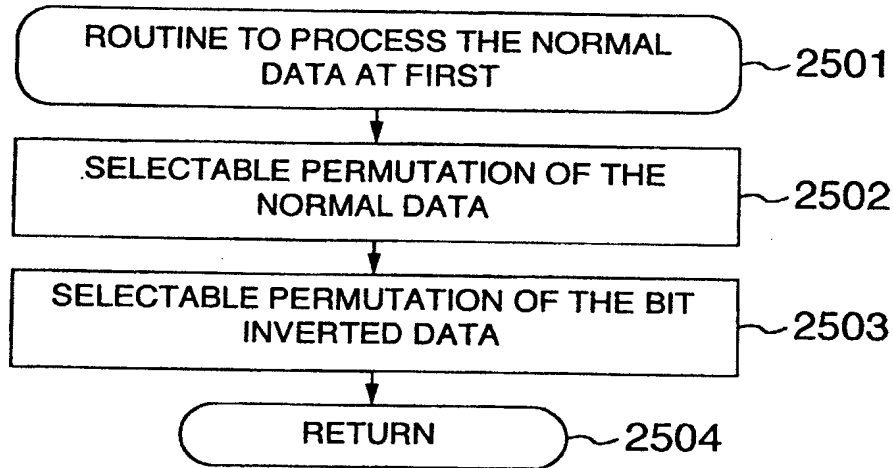 ROUTINE TO PROCESS THE NORMAL
DATA AT FIRST
2501
SELECTABLE PERMUTATION OF THE
NORMAL DATA
2502
SELECTABLE PERMUTATION OF THE BIT
INVERTED DATA
2503
RETURN
2504